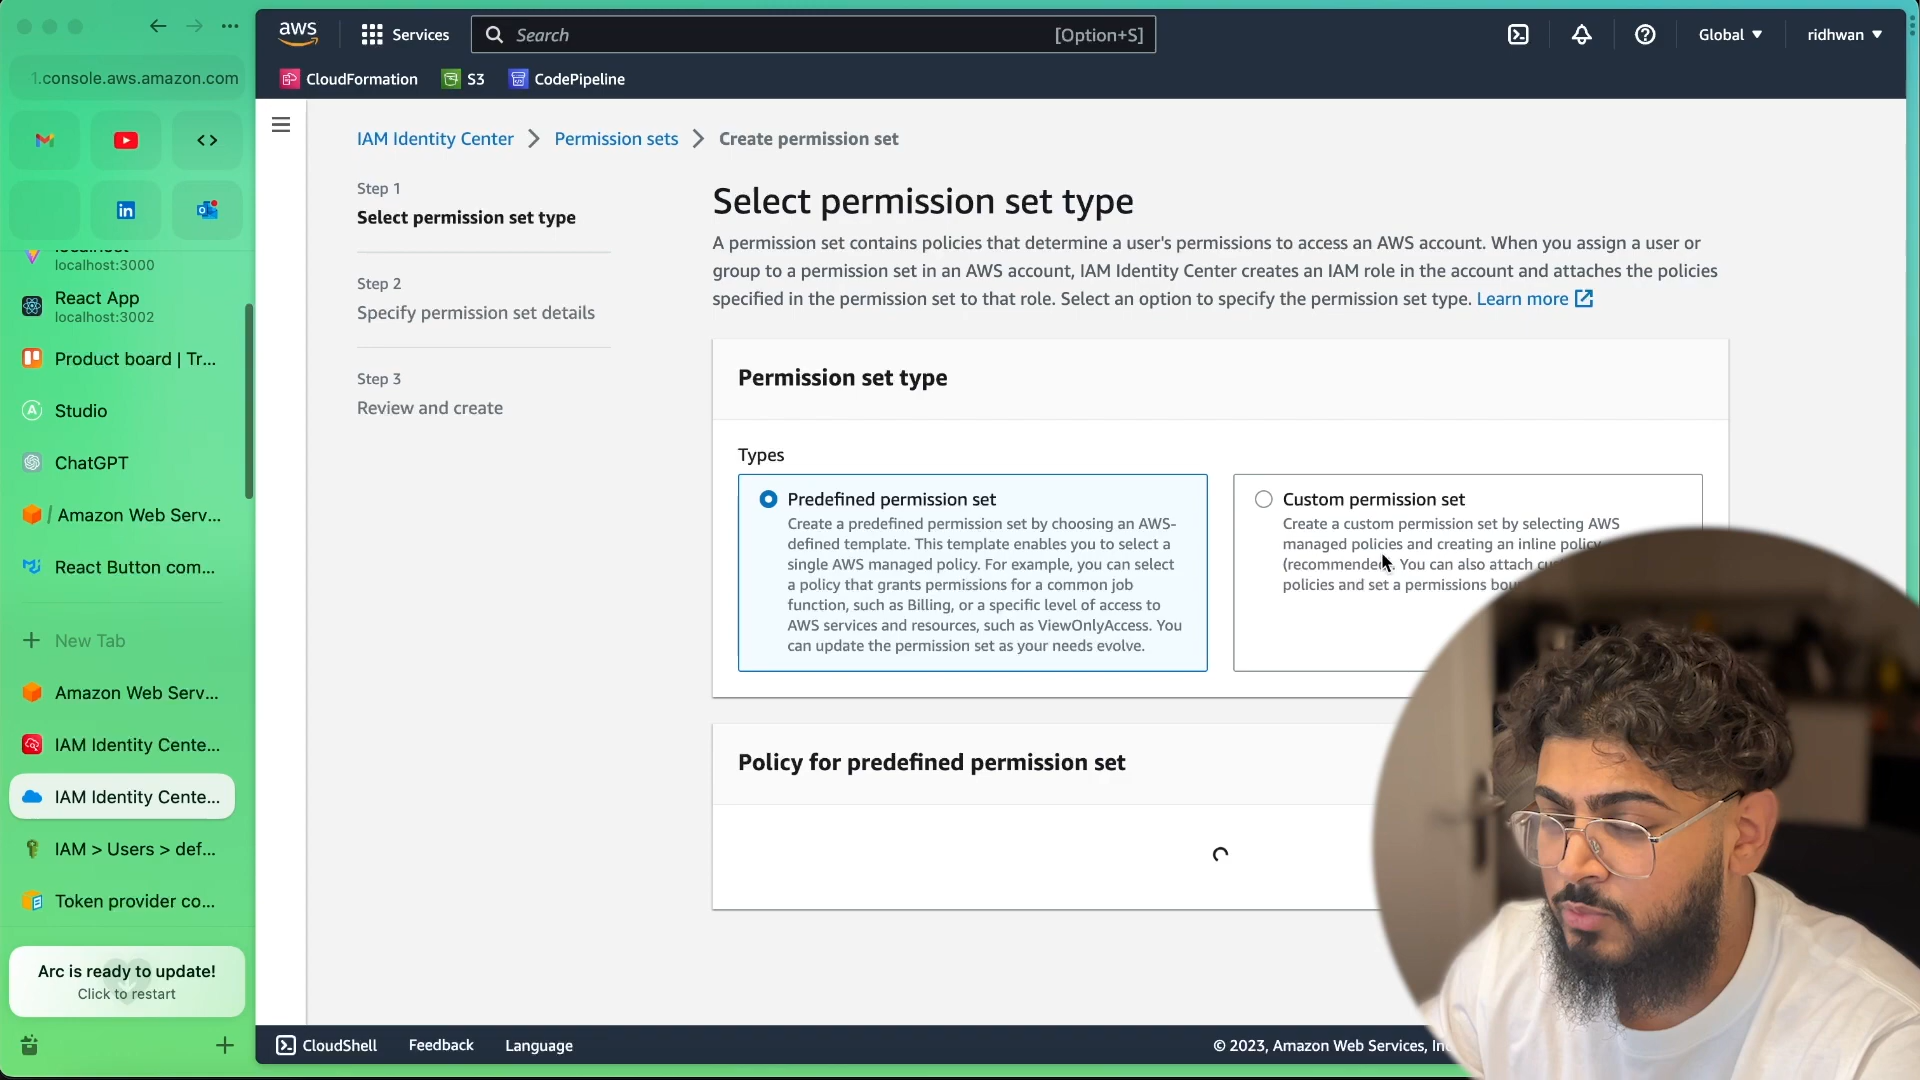 1.console.aws.amazon.com
localhost:3000
React App
localhost:3002
Product board | Tr...
Studio
ChatGPT
/ Amazon Web Serv...
React Button com...
New Tab
Amazon Web Serv...
IAM Identity Cente...
IAM Identity Cente...
IAM > Users > def...
Token provider co...
Arc is ready to update!
Click to restart
aws
Services
Search
[Option+S]
Global
ridhwan
CloudFormation
S3
CodePipeline
IAM Identity Center
Permission sets
Create permission set
Step 1
Select permission set type
Step 2
Specify permission set details
Step 3
Review and create
Select permission set type
A permission set contains policies that determine a user's permissions to access an AWS account. When you assign a user or
group to a permission set in an AWS account, IAM Identity Center creates an IAM role in the account and attaches the policies
specified in the permission set to that role. Select an option to specify the permission set type. Learn more
Permission set type
Types
Predefined permission set
Create a predefined permission set by choosing an AWS-
defined template. This template enables you to select a
single AWS managed policy. For example, you can select
a policy that grants permissions for a common job
function, such as Billing, or a specific level of access to
AWS services and resources, such as ViewOnlyAccess. You
can update the permission set as your needs evolve.
Custom permission set
Create a custom permission set by selecting AWS
managed policies and creating an inline policy
(recommended). You can also attach
policies and set a permissions
Policy for predefined permission set
CloudShell
Feedback
Language
© 2023, Amazon Web Services,